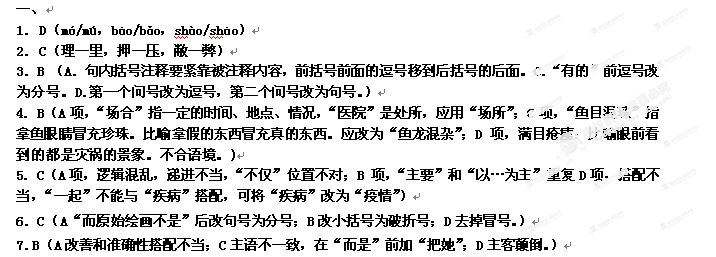 一、
1. D（mó/mú，bāo/bǎo，shào/shāo）
2. C（理—里，押—压，敝—弊）
3. B （A．句内括号注释要紧靠被注释内容，前括号前面的逗号移到后括号的后面。C.“有的”前逗号改
为分号。D.第一个问号改为逗号，第二个问号改为句号。）
4. B（A项，“场合”指一定的时间、地点、情况，“医院”是处所，应用“场所”；C项，“鱼目混珠”指
拿鱼眼睛冒充珍珠。比喻拿假的东西冒充真的东西。应改为“鱼龙混杂”；D 项，满目疮痍，形容眼前看
到的都是灾祸的景象。不合语境。)
5. C（A项，逻辑混乱，递进不当，“不仅”位置不对；B 项，“主要”和“以…为主”重复D项．搭配不
当，“一起”不能与“疾病”搭配，可将“疾病”改为“疫情”）
6. C（A“而原始绘画不是”后改句号为分号；B改小括号为破折号；D去掉冒号。）
7.B（A改善和准确性搭配不当；C主语不一致，在“而是”前加“把她”；D主客颠倒。）